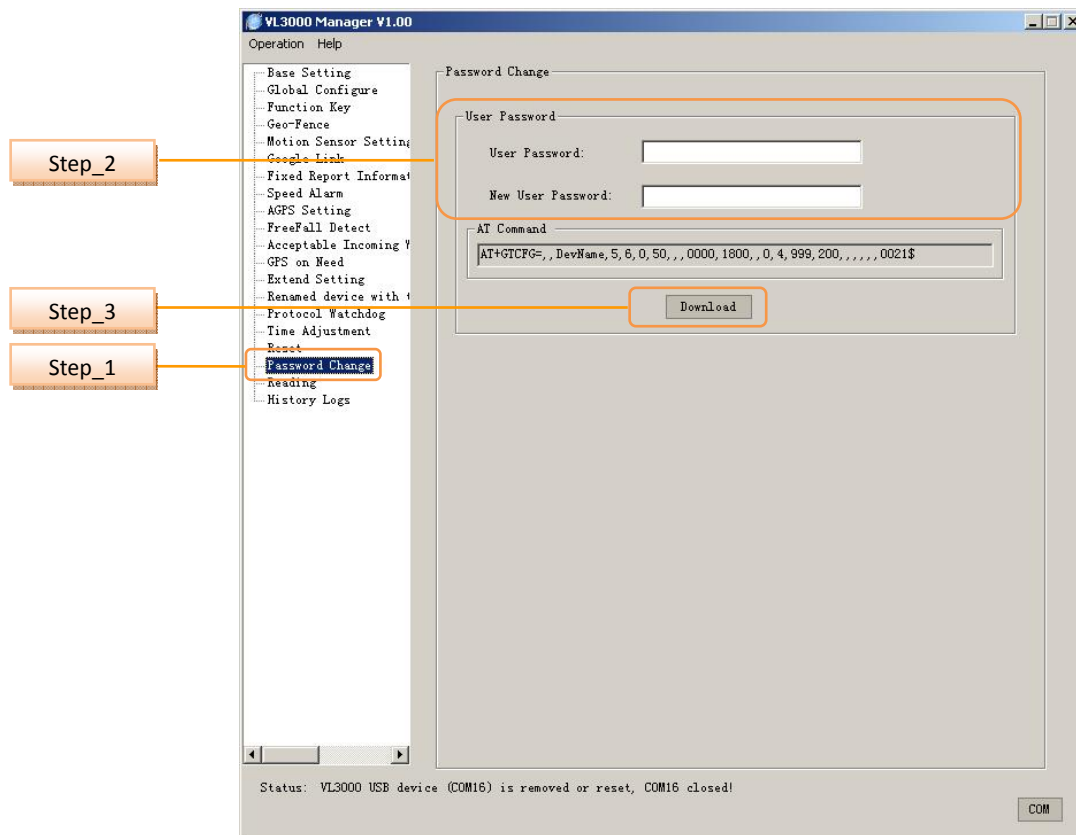 VL3000 Manager V1.00
Operation Help
Base Setting
Global Configure
Function Key
Geo-Fence
Motion Sensor Setting
Google Link
Fixed Report Informat
Speed Alarm
AGPS Setting
FreeFall Detect
Acceptable Incoming W
GPS on Need
Extend Setting
Renamed device with t
Protocol Watchdog
Time Adjustment
Reset
Password Change
Reading
History Logs
Password Change
User Password
User Password:
New User Password:
AT Command
AT+GTCFG=,,DevName,5,6,0,50,,,0000,1800,,0,4,999,200,,,,,,0021$
Download
Step_2
Step_3
Step_1
Status: VL3000 USB device (COM16) is removed or reset, COM16 closed!
COM